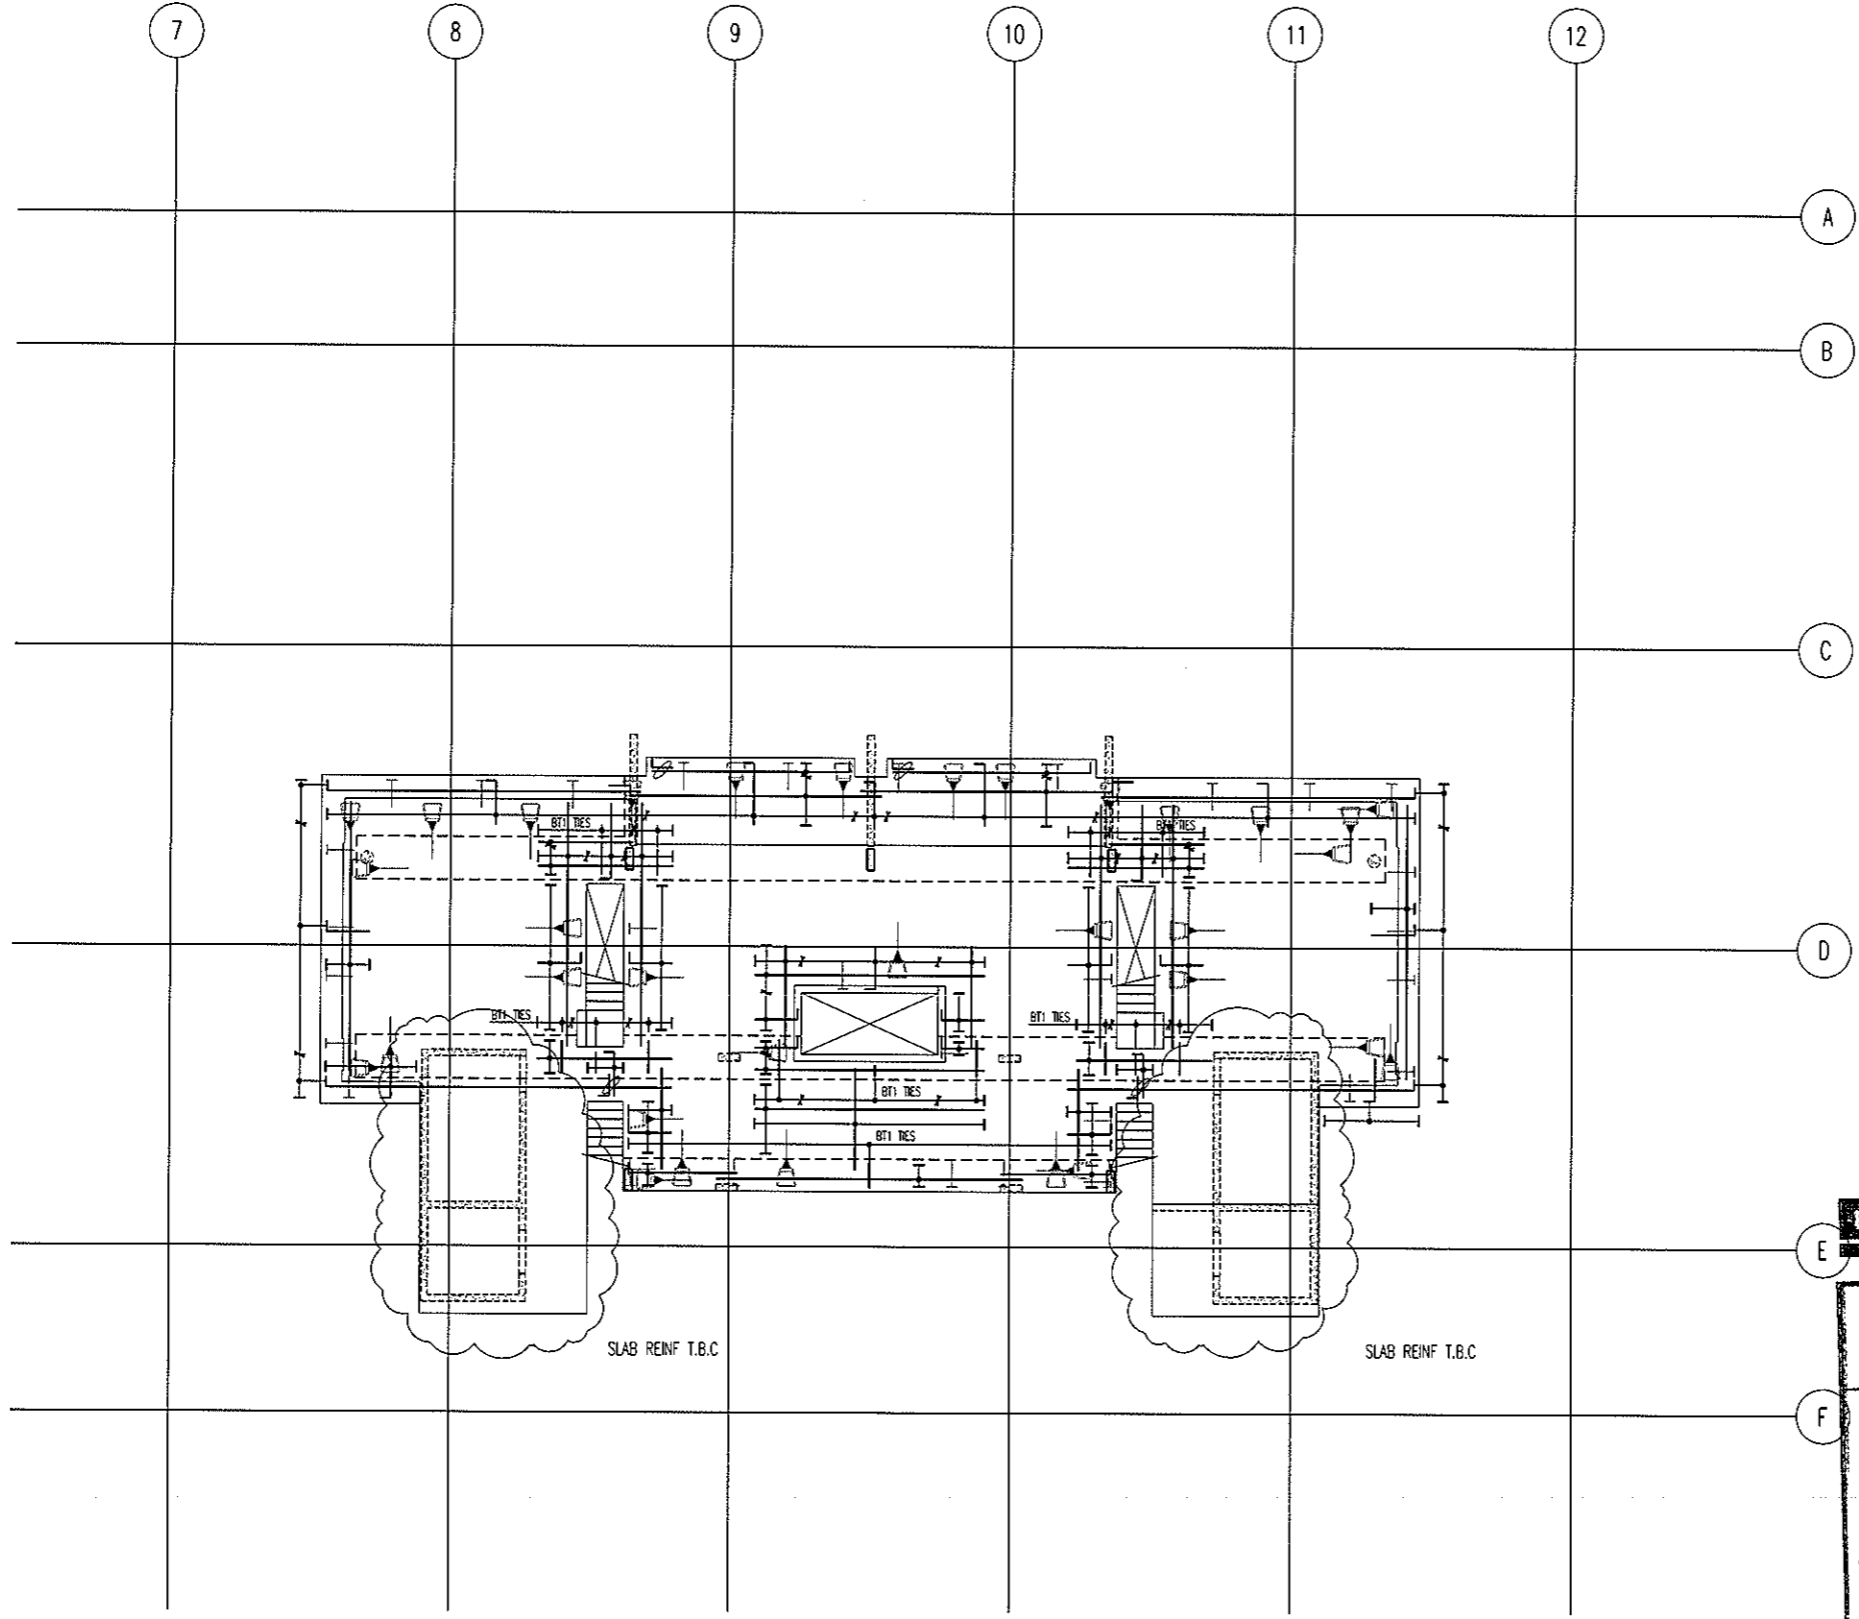 7 8 9 10 11 12
A
B
C
BT1 TIES
BT1 TIES
D
BT1 TIES
BT1 TIES
BT1 TIES
BT1 TIES
E
SLAB REINF T.B.C
SLAB REINF T.B.C
F